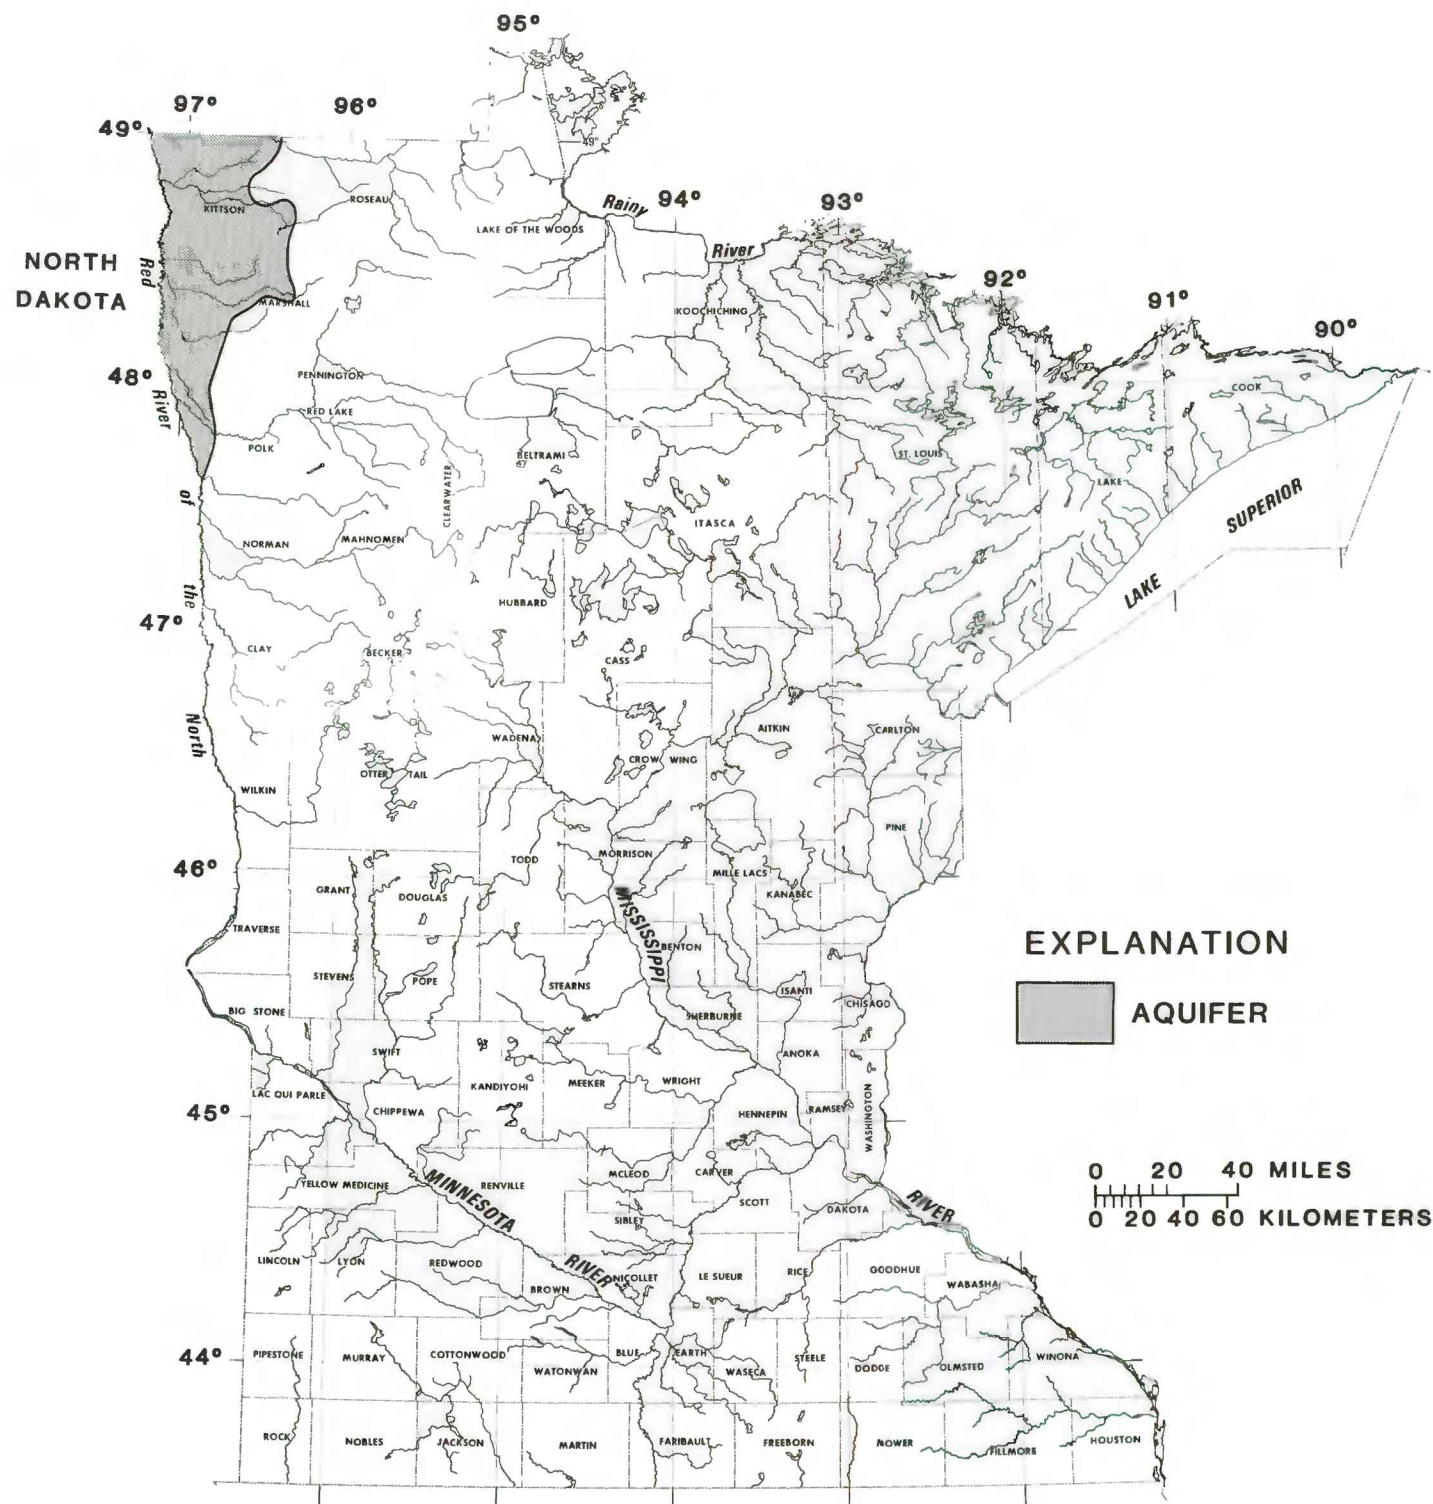 95°
97°
96°
49°
49°
KITTSON
ROSEAU
LAKE OF THE WOODS
Rainy
94°
93°
River
NORTH
DAKOTA
Red
MARSHALL
KOOCHICHING
92°
91°
90°
48°
River
PENNINGTON
RED LAKE
COOK
POLK
CLEARWATER
BELTRAMI
ST. LOUIS
LAKE
SUPERIOR
of
ITASCA
NORMAN
MAHNOMEN
the
HUBBARD
LAKE
47°
CLAY
BECKER
CASS
North
WADENA
AITKIN
CARLTON
OTTER TAIL
CROW WING
WILKIN
PINE
46°
TODD
MORRISON
MILLE LACS
GRANT
DOUGLAS
KANABEC
MISSISSIPPI
TRAVERSE
BENTON
EXPLANATION
STEVENS
POPE
STEARNS
ISANTI
CHISAGO
BIG STONE
SHERBURNE
AQUIFER
SWIFT
ANOKA
LAC QUI PARLE
KANDIYOHI
MEEKER
WRIGHT
45°
CHIPPEWA
HENNEPIN
RAMSEY
WASHINGTON
YELLOW MEDICINE
MINNESOTA
RENVILLE
MCLEOD
CARVER
0 20 40 MILES
SCOTT
DAKOTA
RIVER
SIBLEY
0 20 40 60 KILOMETERS
LINCOLN
LYON
REDWOOD
RIVER
NICOLLET
LE SUEUR
RICE
GOODHUE
WABASHA
BROWN
44°
PIPESTONE
MURRAY
COTTONWOOD
WATONWAN
BLUE EARTH
WASECA
STEELE
DODGE
OLMSTED
WINONA
ROCK
NOBLES
JACKSON
MARTIN
FARIBAULT
FREEBORN
MOWER
FILLMORE
HOUSTON